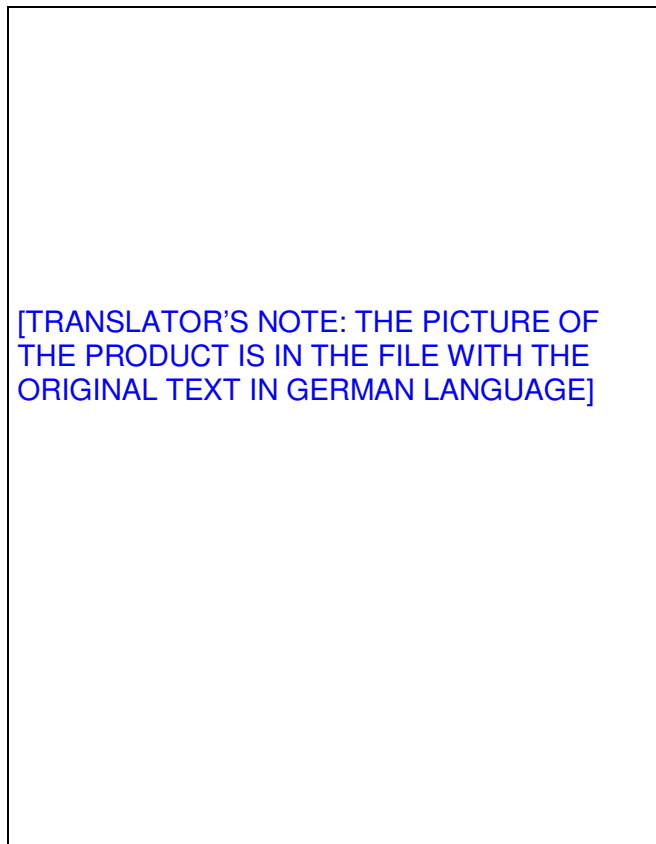 [TRANSLATOR’S NOTE: THE PICTURE OF
THE PRODUCT IS IN THE FILE WITH THE
ORIGINAL TEXT IN GERMAN LANGUAGE]